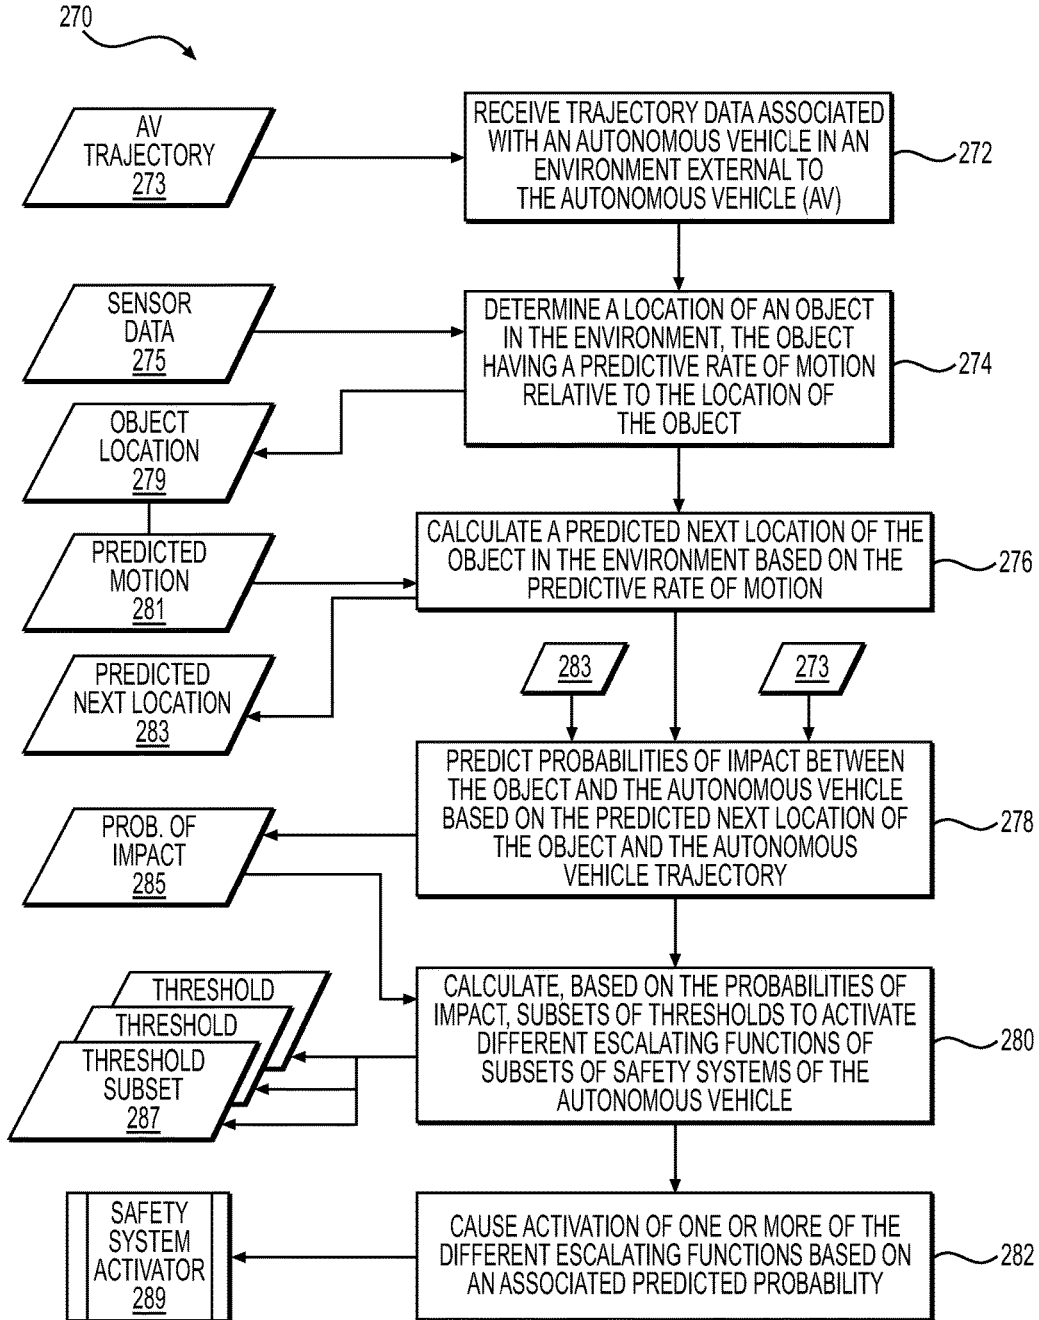 270
AV
TRAJECTORY
273
RECEIVE TRAJECTORY DATA ASSOCIATED
WITH AN AUTONOMOUS VEHICLE IN AN
ENVIRONMENT EXTERNAL TO
THE AUTONOMOUS VEHICLE (AV)
272
SENSOR
DATA
275
DETERMINE A LOCATION OF AN OBJECT
IN THE ENVIRONMENT, THE OBJECT
HAVING A PREDICTIVE RATE OF MOTION
RELATIVE TO THE LOCATION OF
THE OBJECT
274
OBJECT
LOCATION
279
PREDICTED
MOTION
281
CALCULATE A PREDICTED NEXT LOCATION OF THE
OBJECT IN THE ENVIRONMENT BASED ON THE
PREDICTIVE RATE OF MOTION
276
PREDICTED
NEXT LOCATION
283
283
273
PREDICT PROBABILITIES OF IMPACT BETWEEN
THE OBJECT AND THE AUTONOMOUS VEHICLE
BASED ON THE PREDICTED NEXT LOCATION OF
THE OBJECT AND THE AUTONOMOUS
VEHICLE TRAJECTORY
278
PROB. OF
IMPACT
285
THRESHOLD
THRESHOLD
THRESHOLD
SUBSET
287
CALCULATE, BASED ON THE PROBABILITIES OF
IMPACT, SUBSETS OF THRESHOLDS TO ACTIVATE
DIFFERENT ESCALATING FUNCTIONS OF
SUBSETS OF SAFETY SYSTEMS OF THE
AUTONOMOUS VEHICLE
280
SAFETY
SYSTEM
ACTIVATOR
289
CAUSE ACTIVATION OF ONE OR MORE OF THE
DIFFERENT ESCALATING FUNCTIONS BASED ON
AN ASSOCIATED PREDICTED PROBABILITY
282